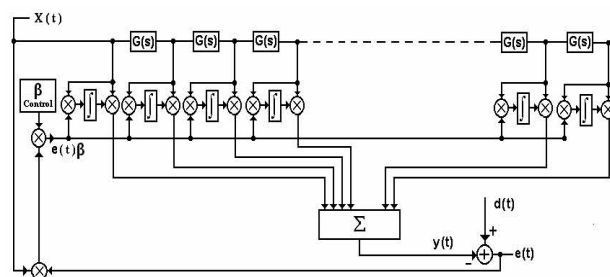 X(t)
G(s) G(s) G(s) G(s) G(s)
β
Control
∫ ∫ ∫ ∫ ∫ ∫
e(t)β
Σ
d(t)
+
y(t)
e(t)
-
+